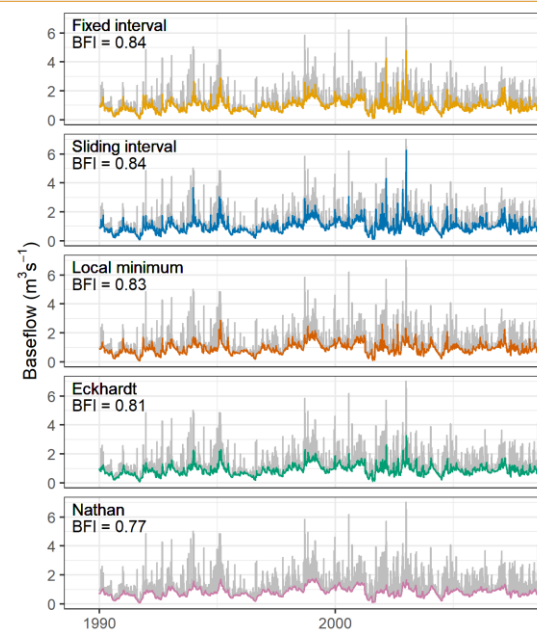 Fixed interval
BFI = 0.84
6
4
2
0
Sliding interval
BFI = 0.84
6
4
2
0
Local minimum
BFI = 0.83
6
4
2
0
Eckhardt
BFI = 0.81
6
4
2
0
Nathan
BFI = 0.77
6
4
2
0
Baseflow (m³s⁻¹)
1990 2000